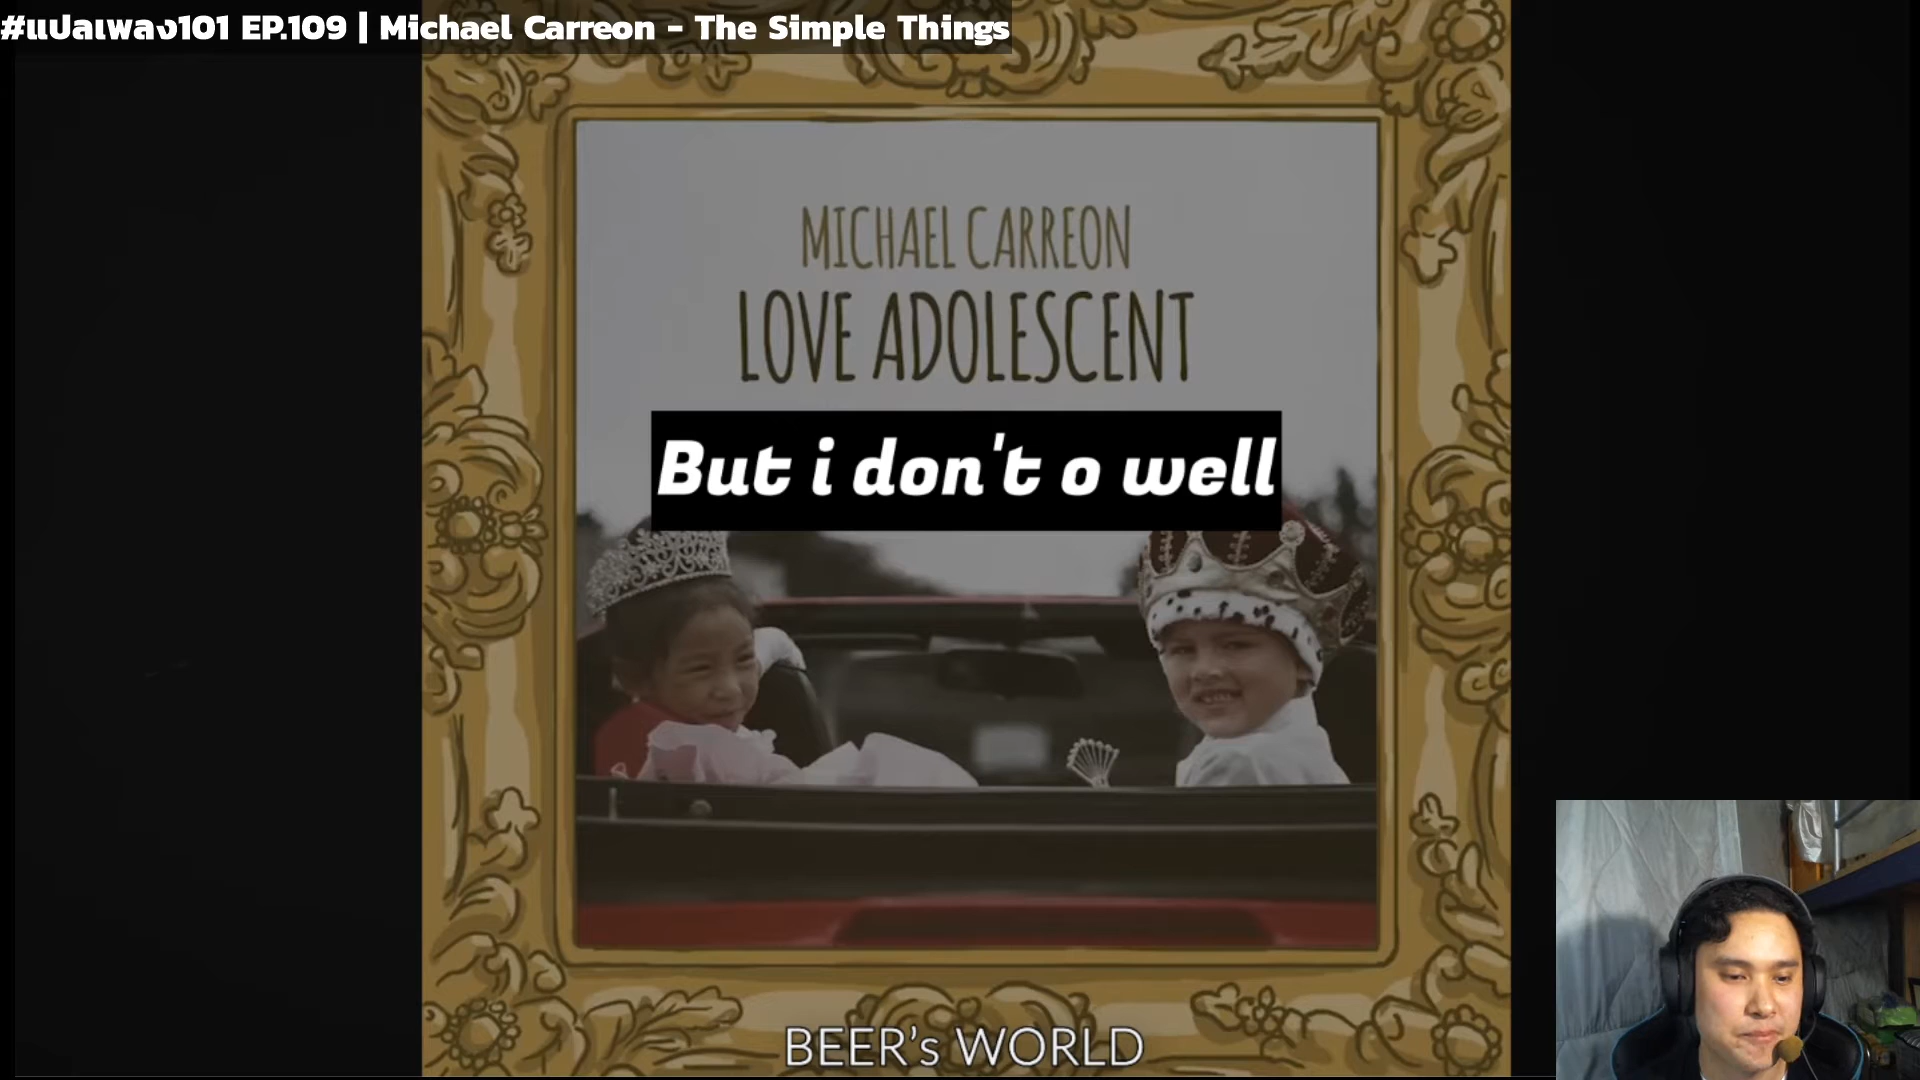 #แปลเพลง101 EP.109 | Michael Carreon - The Simple Things
MICHAEL CARREON
LOVE ADOLESCENT
But i don't o well
BEER's WORLD